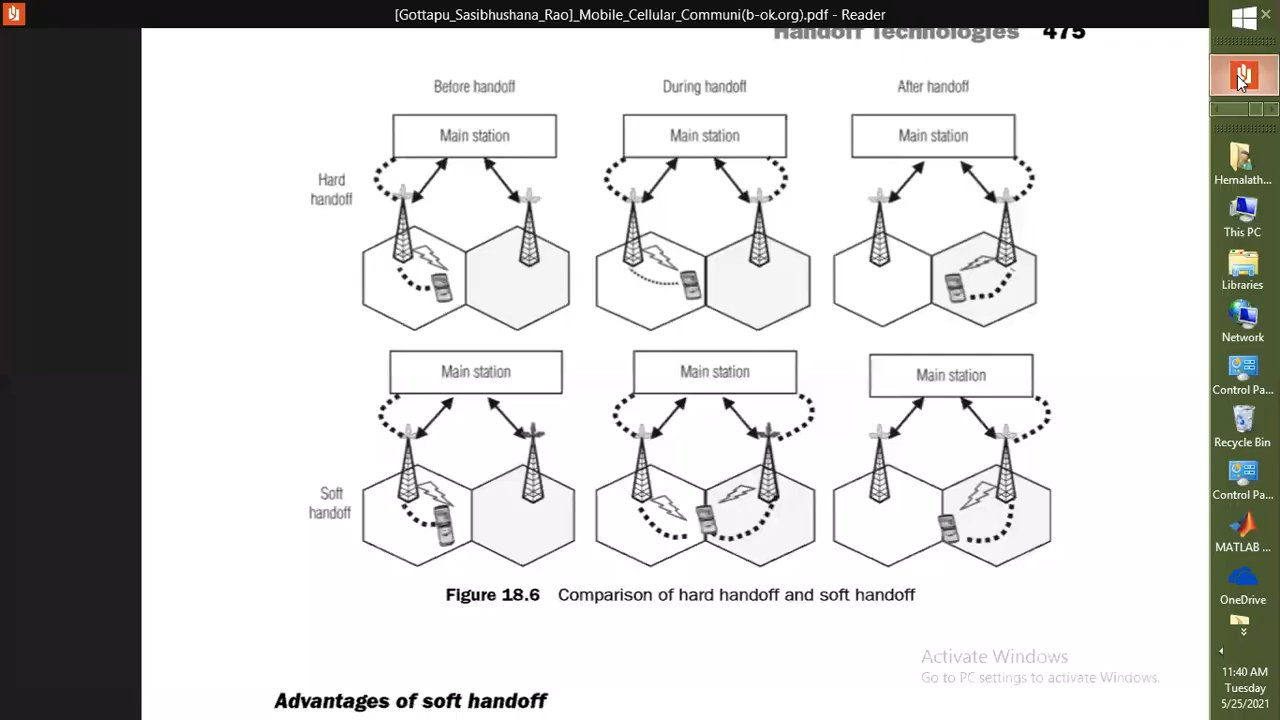 [Gottapu_Sasibhushana_Rao]_Mobile_Cellular_Communi(b-ok.org).pdf - Reader
Handoff Technologies 475
Before handoff During handoff After handoff
Main station Main station Main station
Hard
handoff
Main station Main station Main station
Soft
handoff
Figure 18.6 Comparison of hard handoff and soft handoff
Advantages of soft handoff
Activate Windows
Go to PC settings to activate Windows.
Hemalath...
This PC
Libraries
Network
Control Pa...
Recycle Bin
Control Pa...
MATLAB ...
OneDrive
11:40 AM
Tuesday
5/25/2021